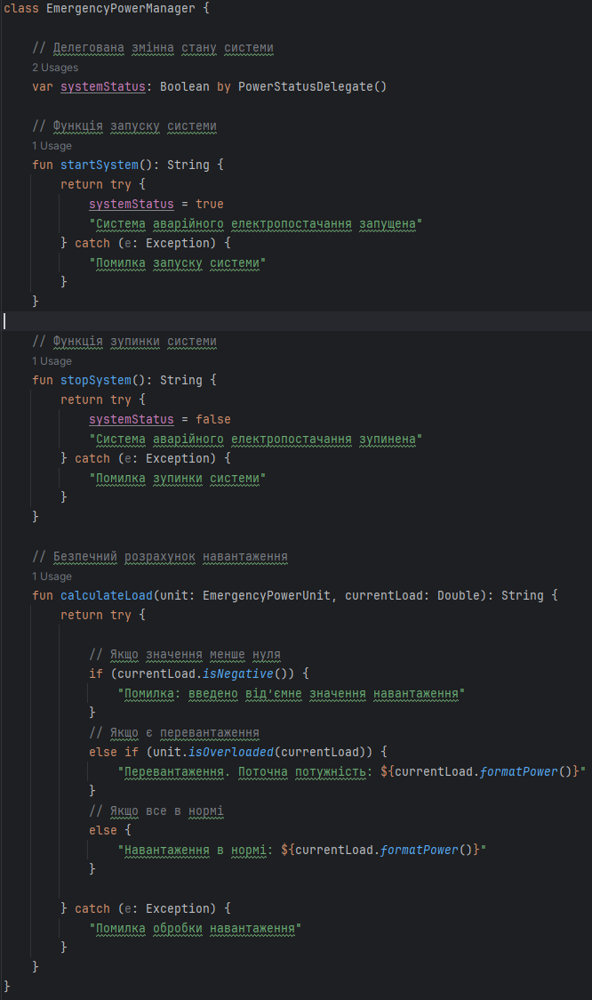 class EmergencyPowerManager {
// Делегована змінна стану системи
2 Usages
var systemStatus: Boolean by PowerStatusDelegate()
// Функція запуску системи
1 Usage
fun startSystem(): String {
return try {
systemStatus = true
"Система аварійного електропостачання запущена"
} catch (e: Exception) {
"Помилка запуску системи"
}
}
// Функція зупинки системи
1 Usage
fun stopSystem(): String {
return try {
systemStatus = false
"Система аварійного електропостачання зупинена"
} catch (e: Exception) {
"Помилка зупинки системи"
}
}
// Безпечний розрахунок навантаження
1 Usage
fun calculateLoad(unit: EmergencyPowerUnit, currentLoad: Double): String {
return try {
// Якщо значення менше нуля
if (currentLoad.isNegative()) {
"Помилка: введено від’ємне значення навантаження"
}
// Якщо є перевантаження
else if (unit.isOverloaded(currentLoad)) {
"Перевантаження. Поточна потужність: ${currentLoad.formatPower()}"
}
// Якщо все в нормі
else {
"Навантаження в нормі: ${currentLoad.formatPower()}"
}
} catch (e: Exception) {
"Помилка обробки навантаження"
}
}
}